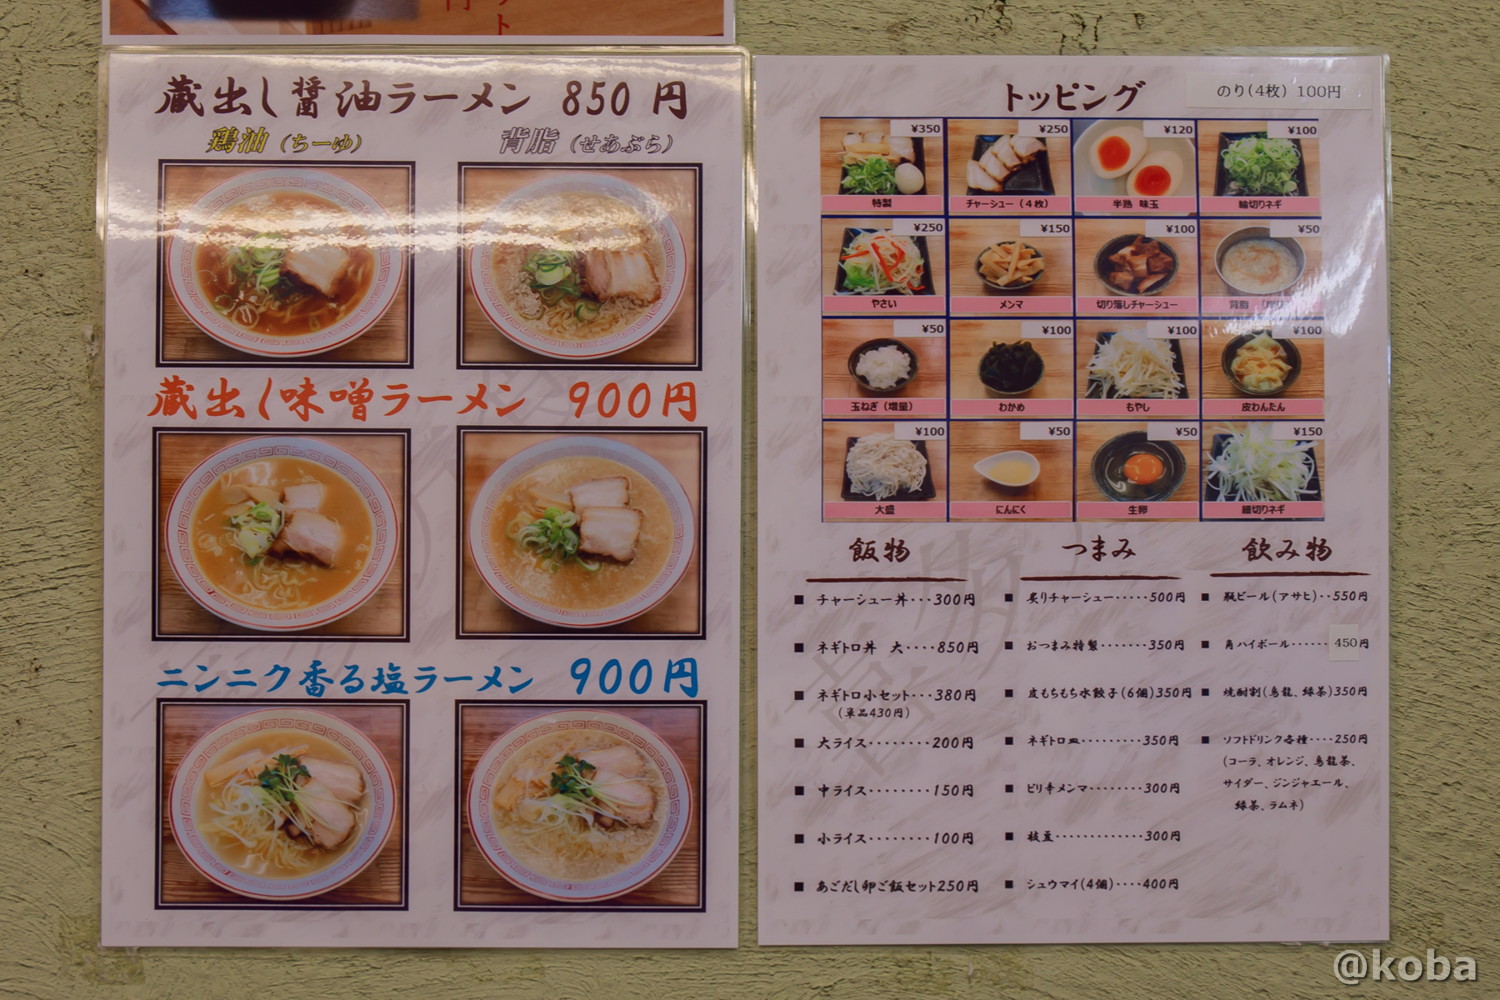 ット
円
蔵出し醤油ラーメン 850 円
鶏油 (ちーゆ)
背脂 (せあぶら)
蔵出し味噌ラーメン 900円
ニンニク香る塩ラーメン 900円
トッピング
のり(4枚) 100円
¥350
特製
¥250
チャーシュー(4枚)
¥120
半熟 味玉
¥100
輪切りネギ
¥250
やさい
¥150
メンマ
¥100
切り落しチャーシュー
¥50
背脂
¥50
玉ねぎ(増量)
¥100
わかめ
¥100
もやし
¥100
皮わんたん
¥100
大盛
¥50
にんにく
¥50
生卵
¥150
細切りネギ
飯物
■ チャーシュー丼・・・300円
■ ネギトロ丼 大・・・・850円
■ ネギトロ小セット・・・380円
(単品430円)
■ 大ライス・・・・・・・・200円
■ 中ライス・・・・・・・・150円
■ 小ライス・・・・・・・・100円
■ あごだし卵ご飯セット250円
つまみ
■ 炙りチャーシュー・・・・・500円
■ おつまみ特製・・・・・・・350円
■ 皮もちもち水餃子(6個)350円
■ ネギトロ皿・・・・・・・・・350円
■ ピリ辛メンマ・・・・・・・・300円
■ 枝豆・・・・・・・・・・・・・300円
■ シュウマイ(4個)・・・・400円
飲み物
■ 瓶ビール(アサヒ)・・550円
■ 角ハイボール・・・・・・450円
■ 焼酎割(烏龍、緑茶)350円
■ ソフトドリンク各種・・・・250円
(コーラ、オレンジ、烏龍茶、
サイダー、ジンジャエール、
緑茶、ラムネ)
@koba